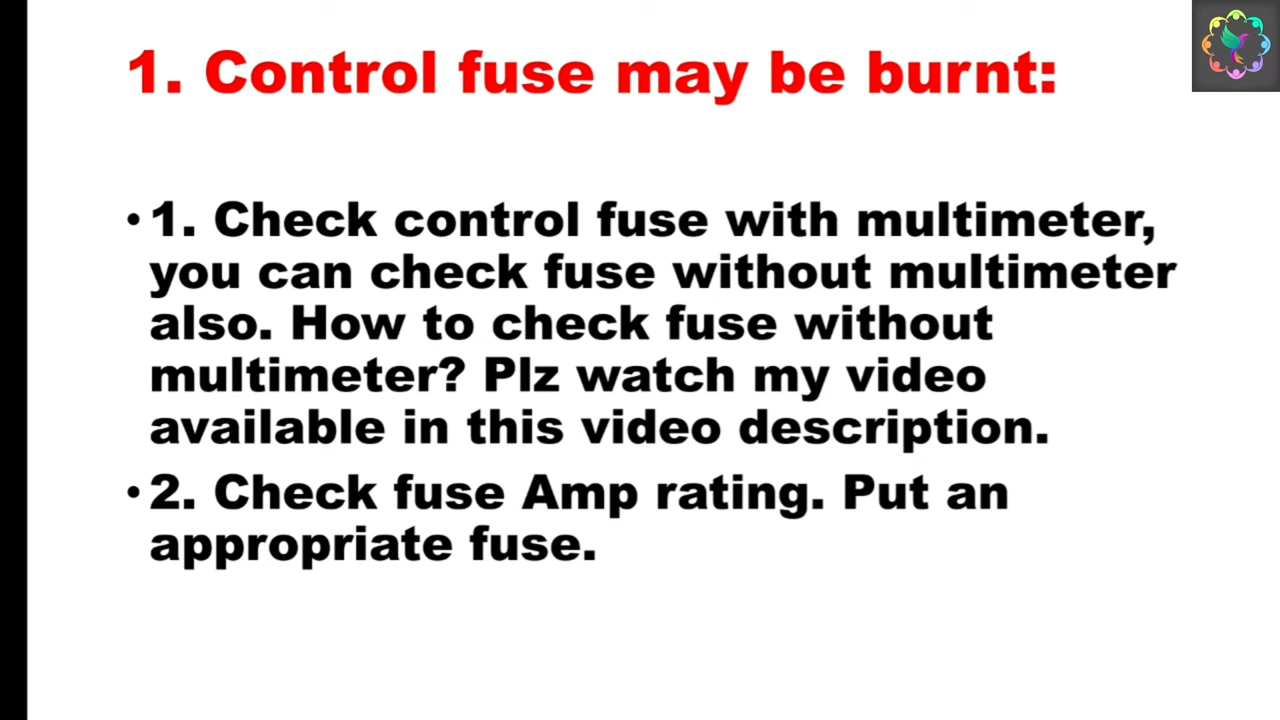 1. Control fuse may be burnt:
• 1. Check control fuse with multimeter,
you can check fuse without multimeter
also. How to check fuse without
multimeter? Plz watch my video
available in this video description.
• 2. Check fuse Amp rating. Put an
appropriate fuse.